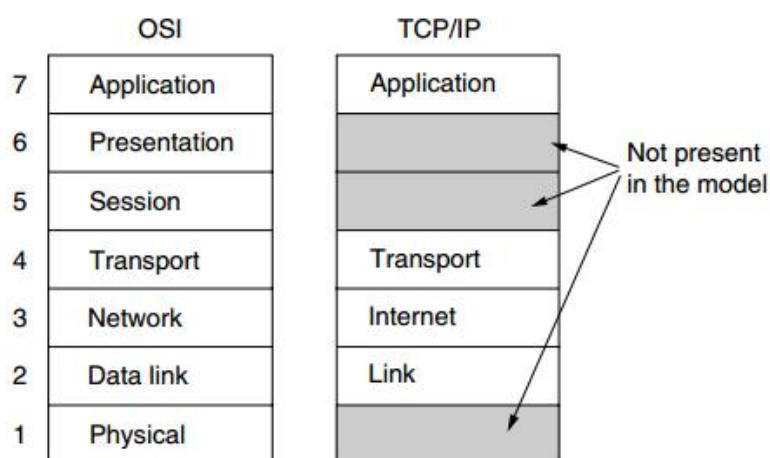 OSI TCP/IP
7 Application Application
6 Presentation
Not present
in the model
5 Session
4 Transport Transport
3 Network Internet
2 Data link Link
1 Physical